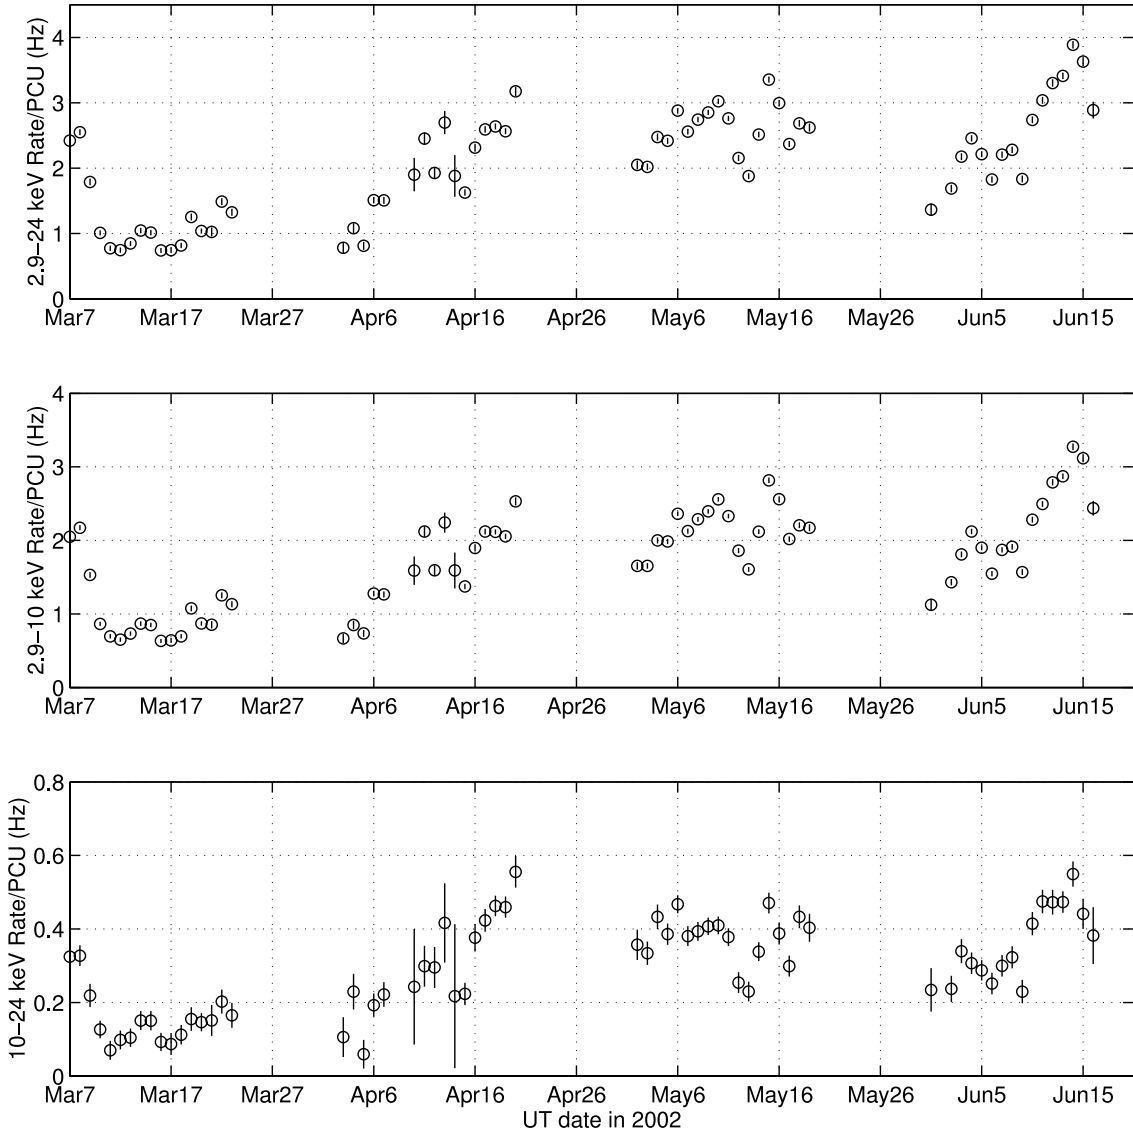 2.9–24 keV Rate/PCU (Hz)
4
3
2
1
0
Mar7 Mar17 Mar27 Apr6 Apr16 Apr26 May6 May16 May26 Jun5 Jun15
2.9–10 keV Rate/PCU (Hz)
4
3
2
1
0
Mar7 Mar17 Mar27 Apr6 Apr16 Apr26 May6 May16 May26 Jun5 Jun15
10–24 keV Rate/PCU (Hz)
0.8
0.6
0.4
0.2
0
Mar7 Mar17 Mar27 Apr6 Apr16 Apr26 May6 May16 May26 Jun5 Jun15
UT date in 2002